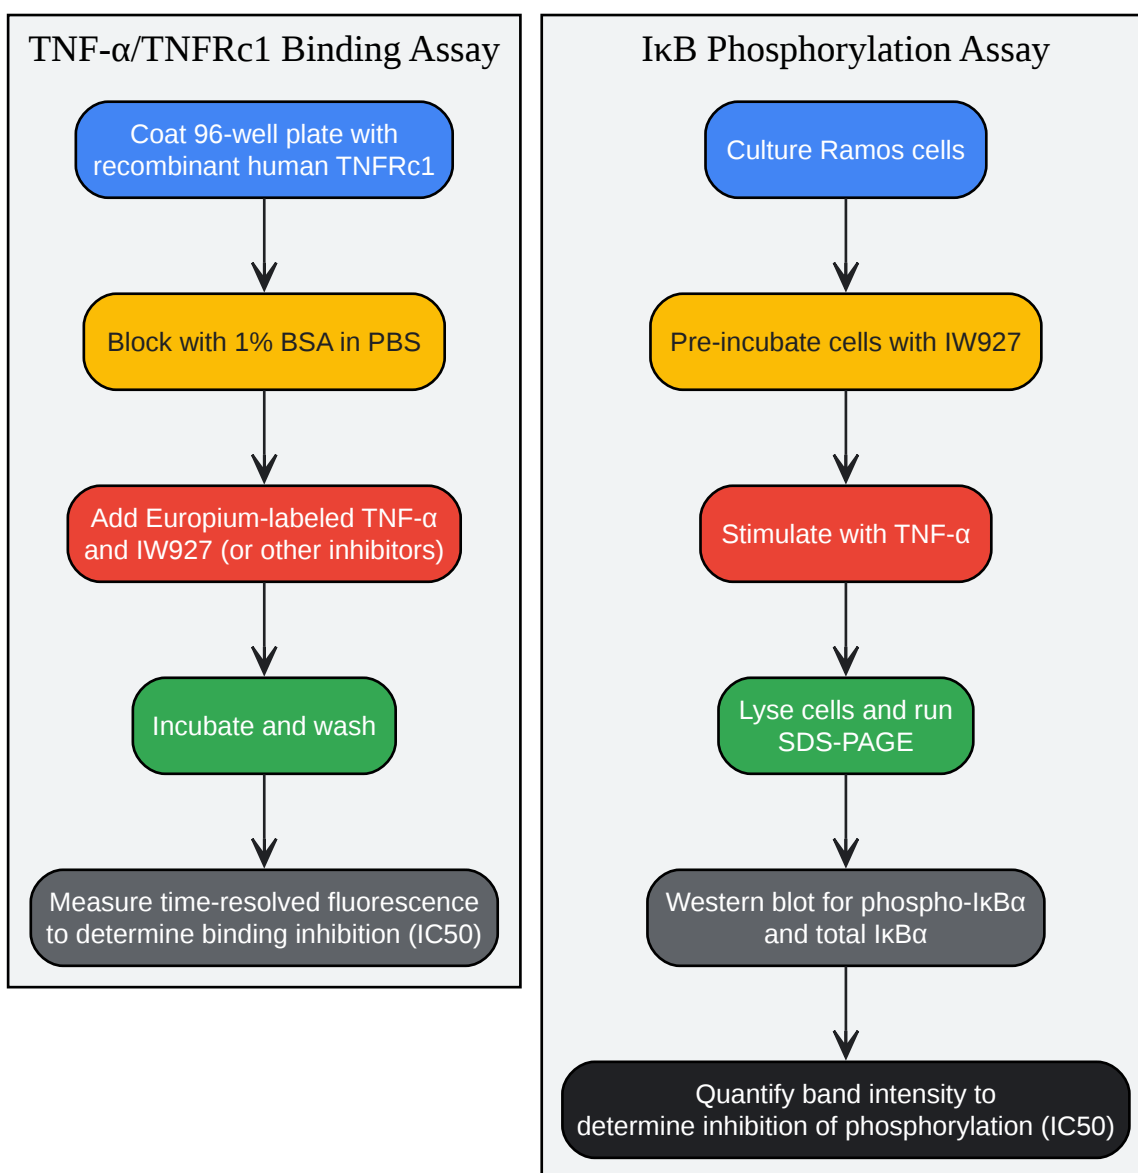 TNF-α/TNFRc1 Binding Assay
Coat 96-well plate with
recombinant human TNFRc1
Block with 1% BSA in PBS
Add Europium-labeled TNF-α
and IW927 (or other inhibitors)
Incubate and wash
Measure time-resolved fluorescence
to determine binding inhibition (IC50)
IκB Phosphorylation Assay
Culture Ramos cells
Pre-incubate cells with IW927
Stimulate with TNF-α
Lyse cells and run
SDS-PAGE
Western blot for phospho-IκBα
and total IκBα
Quantify band intensity to
determine inhibition of phosphorylation (IC50)